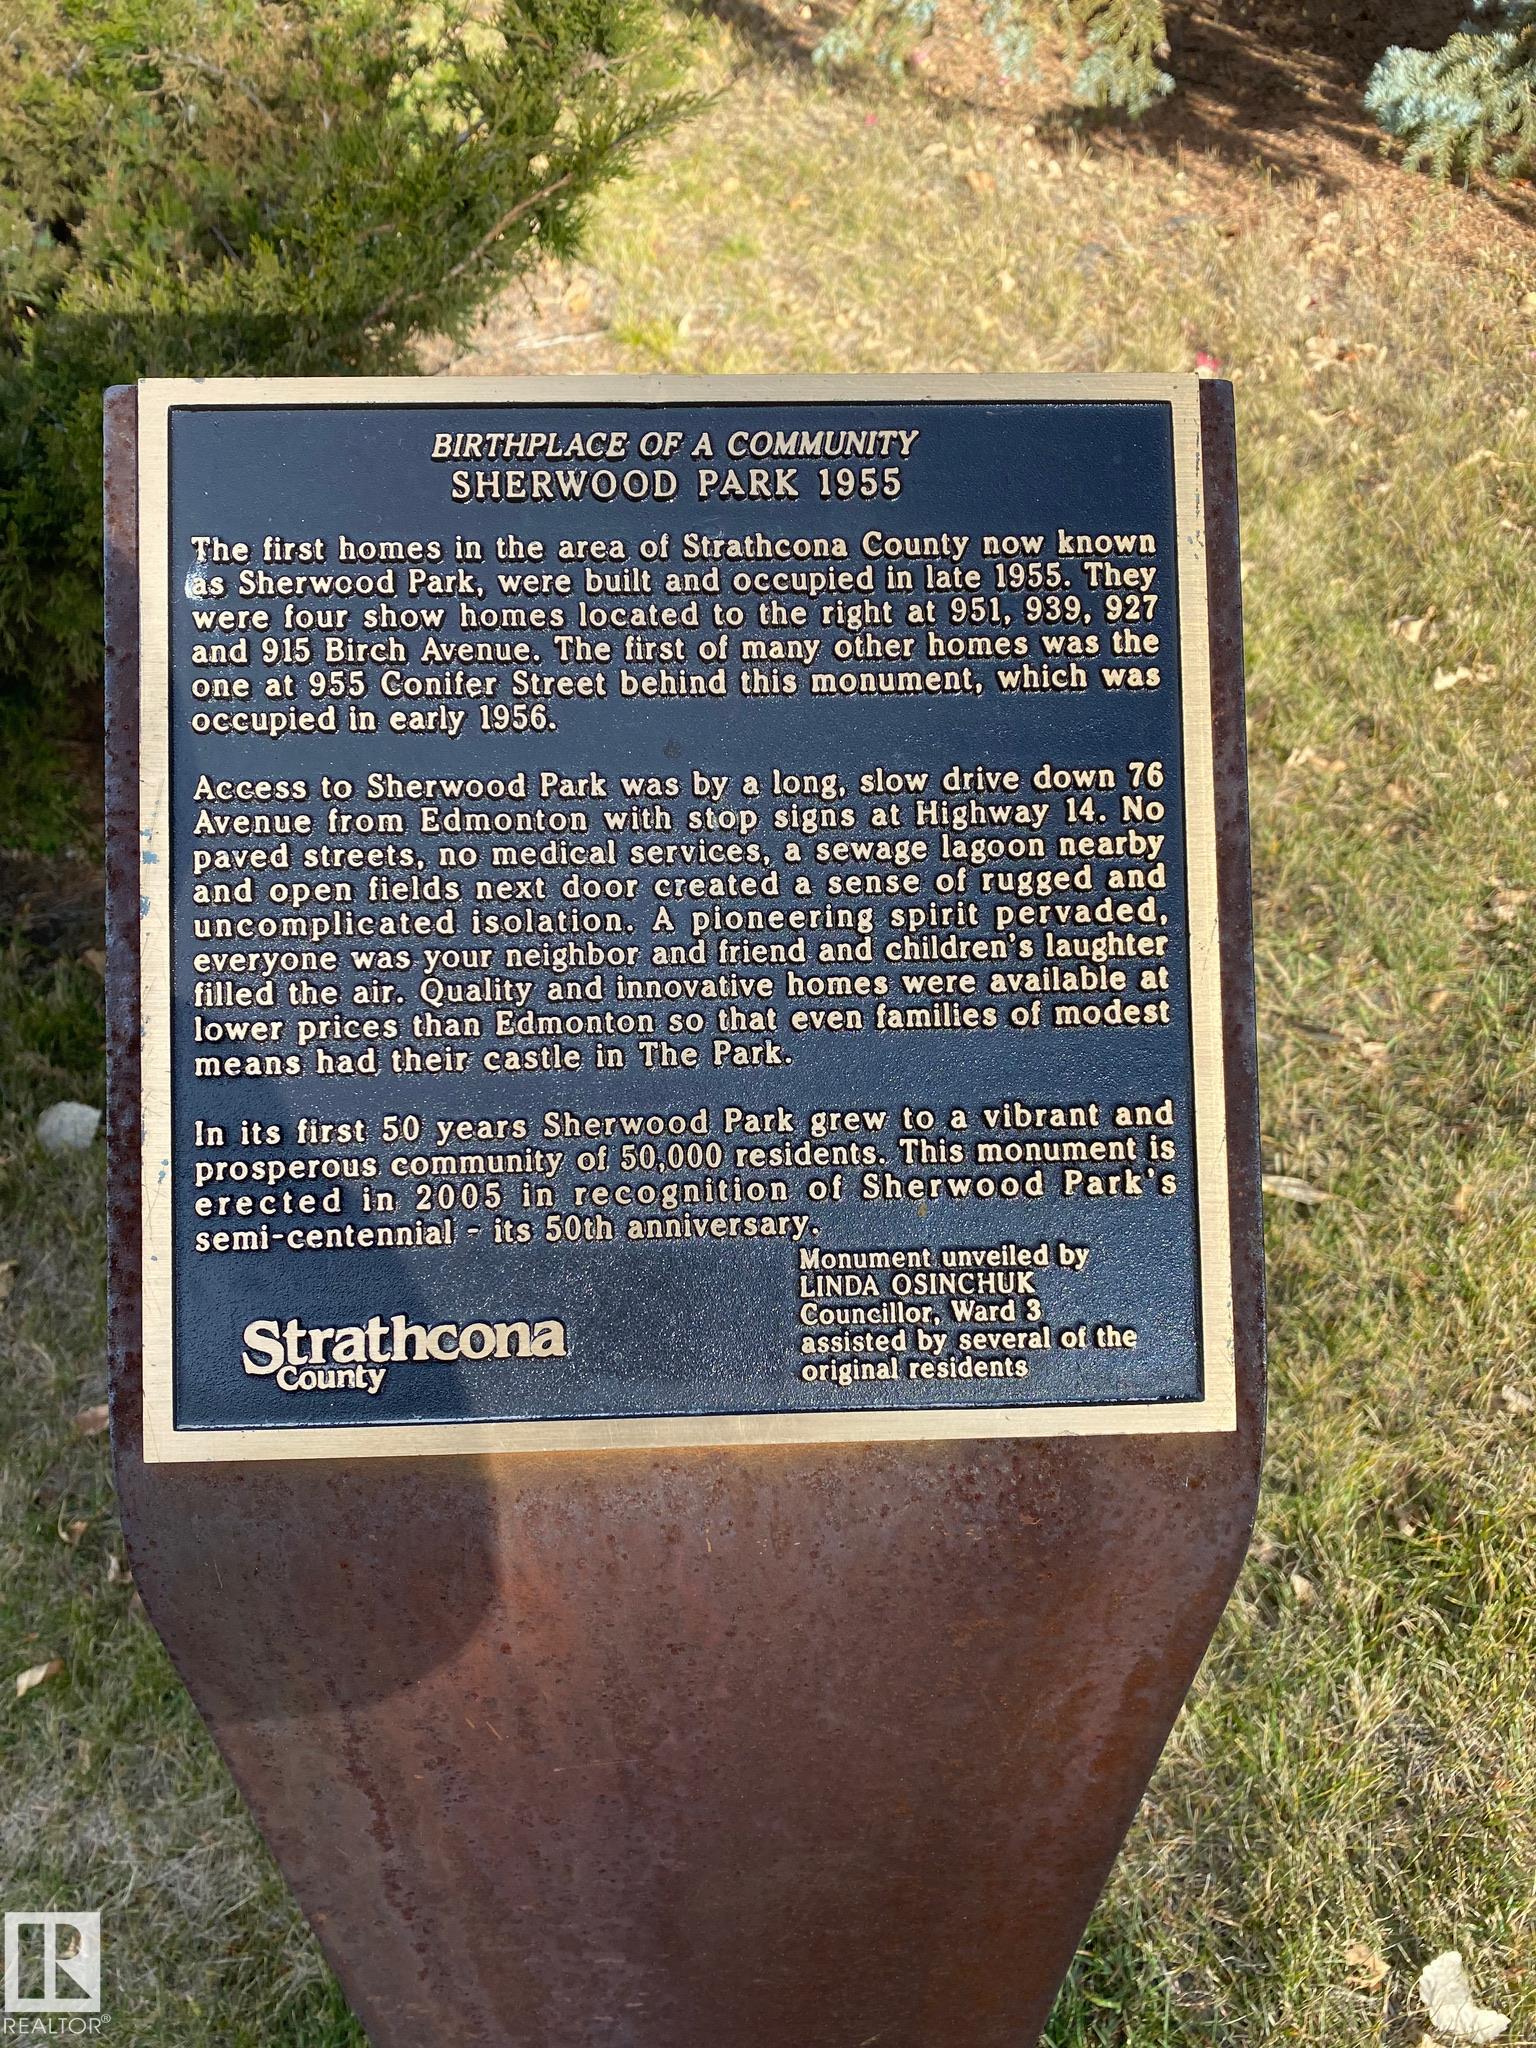 BIRTHPLACE OF A COMMUNITY
SHERWOOD PARK 1955
The first homes in the area of Strathcona County now known
as Sherwood Park, were built and occupied in late 1955. They
were four show homes located to the right at 951, 939, 927
and 915 Birch Avenue. The first of many other homes was the
one at 955 Conifer Street behind this monument, which was
occupied in early 1956.
Access to Sherwood Park was by a long, slow drive down 76
Avenue from Edmonton with stop signs at Highway 14. No
paved streets, no medical services, a sewage lagoon nearby
and open fields next door created a sense of rugged and
uncomplicated isolation. A pioneering spirit pervaded,
everyone was your neighbor and friend and children's laughter
filled the air. Quality and innovative homes were available at
lower prices than Edmonton so that even families of modest
means had their castle in The Park.
In its first 50 years Sherwood Park grew to a vibrant and
prosperous community of 50,000 residents. This monument is
erected in 2005 in recognition of Sherwood Park's
semi-centennial - its 50th anniversary.
Monument unveiled by
LINDA OSINCHUK
Councillor, Ward 3
assisted by several of the
original residents
Strathcona
County
REALTOR®